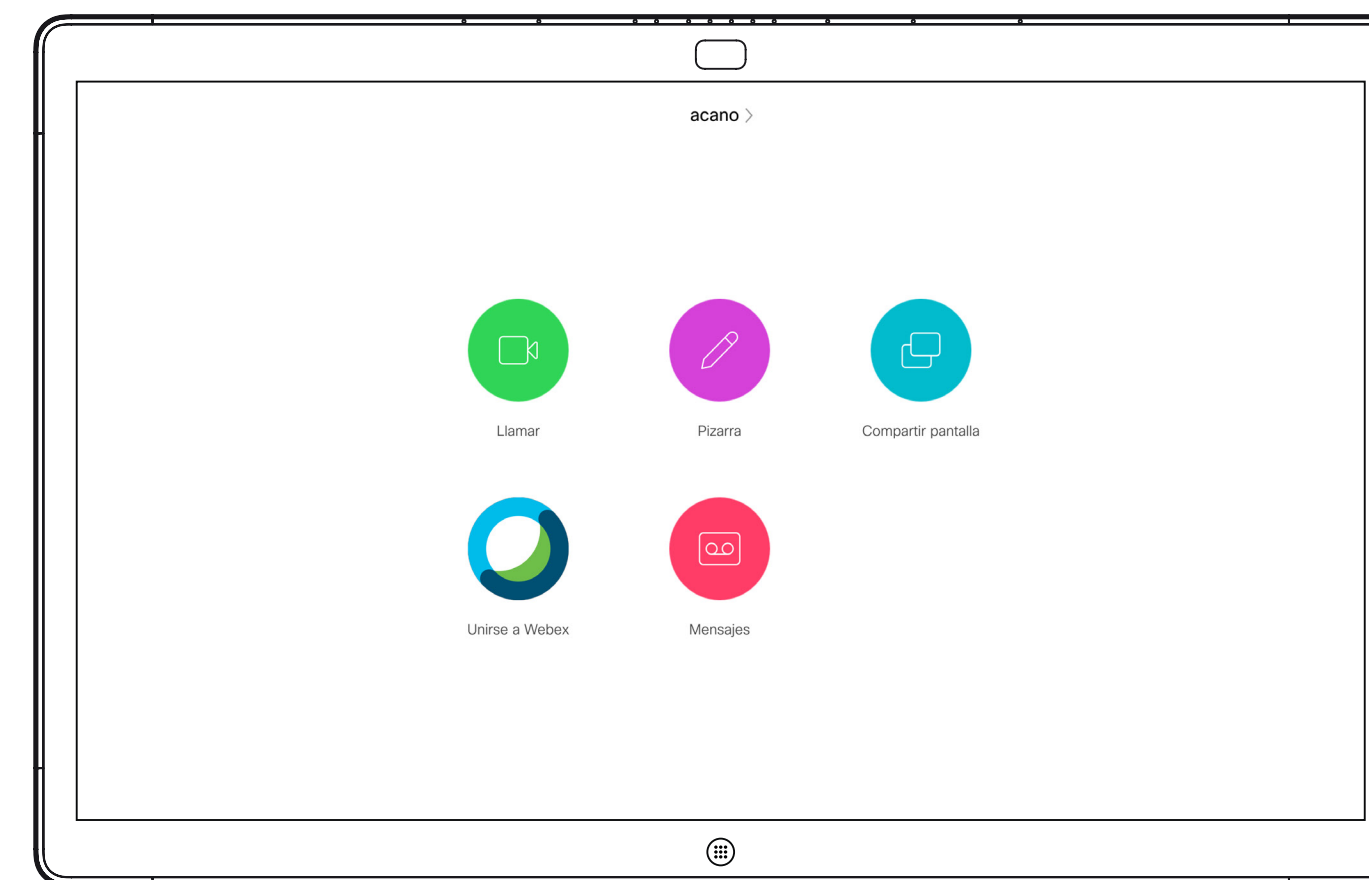 acano
Llamar
Pizarra
Compartir pantalla
Unirse a Webex
Mensajes